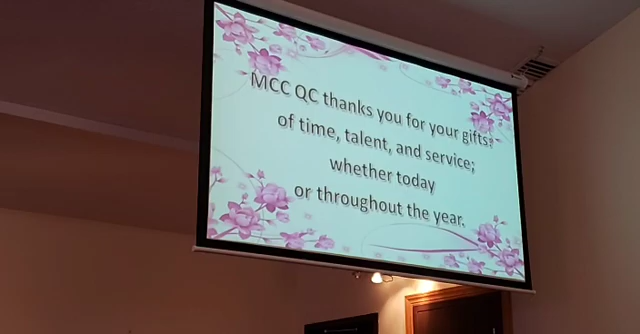 MCC QC thanks you for your gifts?
of time, talent, and service;
whether today
or throughout the year.